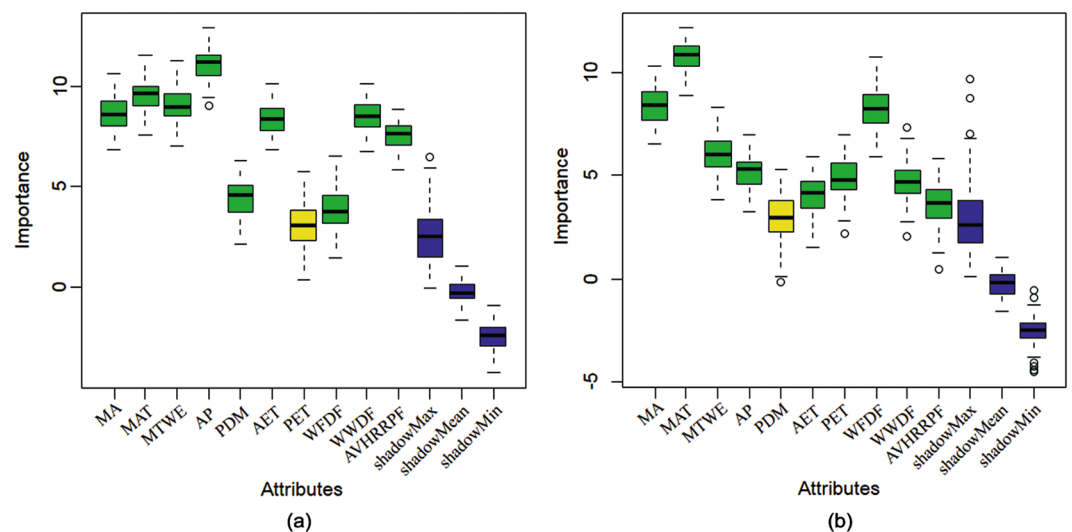 Importance
10
5
0
MA
MAT
MTWE
AP
PDM
AET
PET
WFDF
WWDF
AVHRRPF
shadowMax
shadowMean
shadowMin
Attributes
(a)
Importance
10
5
0
-5
MA
MAT
MTWE
AP
PDM
AET
PET
WFDF
WWDF
AVHRRPF
shadowMax
shadowMean
shadowMin
Attributes
(b)